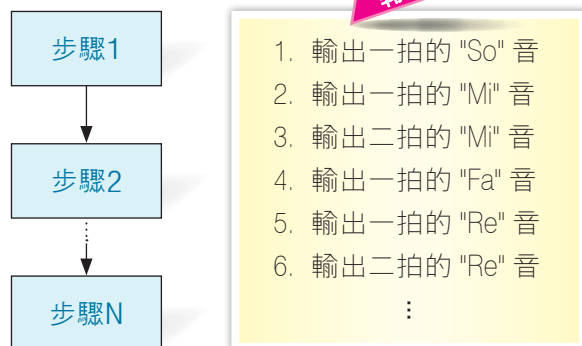 步驟1
步驟2
步驟N
1. 輸出一拍的 "So" 音
2. 輸出一拍的 "Mi" 音
3. 輸出二拍的 "Mi" 音
4. 輸出一拍的 "Fa" 音
5. 輸出一拍的 "Re" 音
6. 輸出二拍的 "Re" 音
⋮